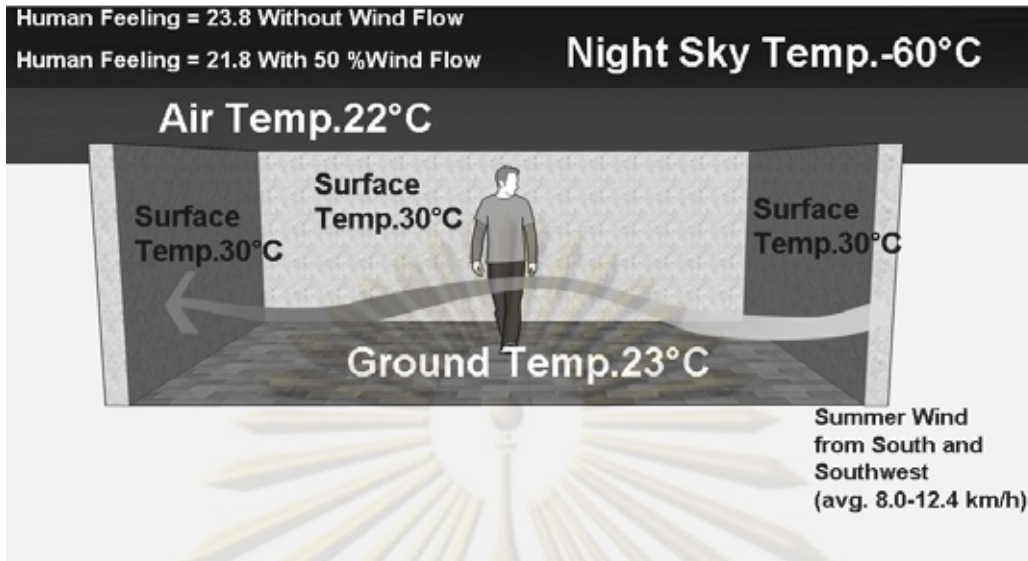 Human Feeling = 23.8 Without Wind Flow
Human Feeling = 21.8 With 50 %Wind Flow
Night Sky Temp.-60°C
Air Temp.22°C
Surface
Temp.30°C
Surface
Temp.30°C
Surface
Temp.30°C
Ground Temp.23°C
Summer Wind
from South and
Southwest
(avg. 8.0-12.4 km/h)